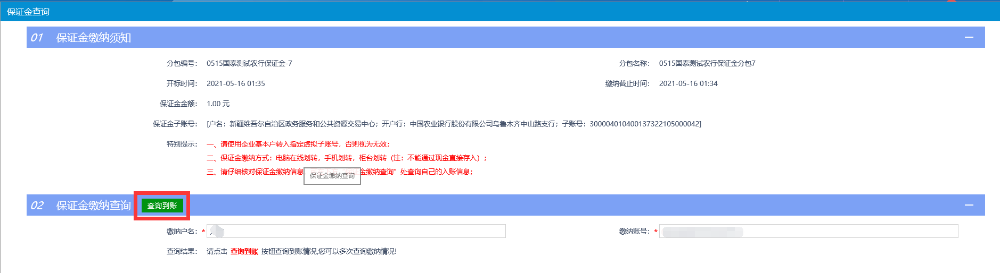 保证金查询
01 保证金缴纳须知
分包编号： 0515国泰测试农行保证金-7 分包名称： 0515国泰测试农行保证金分包7
开标时间： 2021-05-16 01:35 缴纳截止时间： 2021-05-16 01:34
保证金金额： 1.00 元
保证金子账号： [户名：新疆维吾尔自治区政务服务和公共资源交易中心；开户行：中国农业银行股份有限公司乌鲁木齐中山路支行；子账号：3000040104001373221050000​42]
特别提示： 一、请使用企业基本户转入指定虚拟子账号，否则视为无效；
二、保证金缴纳方式：电脑在线划转，手机划转，柜台划转（注：不能通过现金直接存入）；
三、请仔细核对保证金缴纳信息 金缴纳查询”处查询自己的入账信息；
保证金缴纳查询
02 保证金缴纳查询 查询到账
缴纳户名：* 缴纳账号：*
查询结果： 请点击 查询到账 按钮查询到账情况,您可以多次查询缴纳情况!